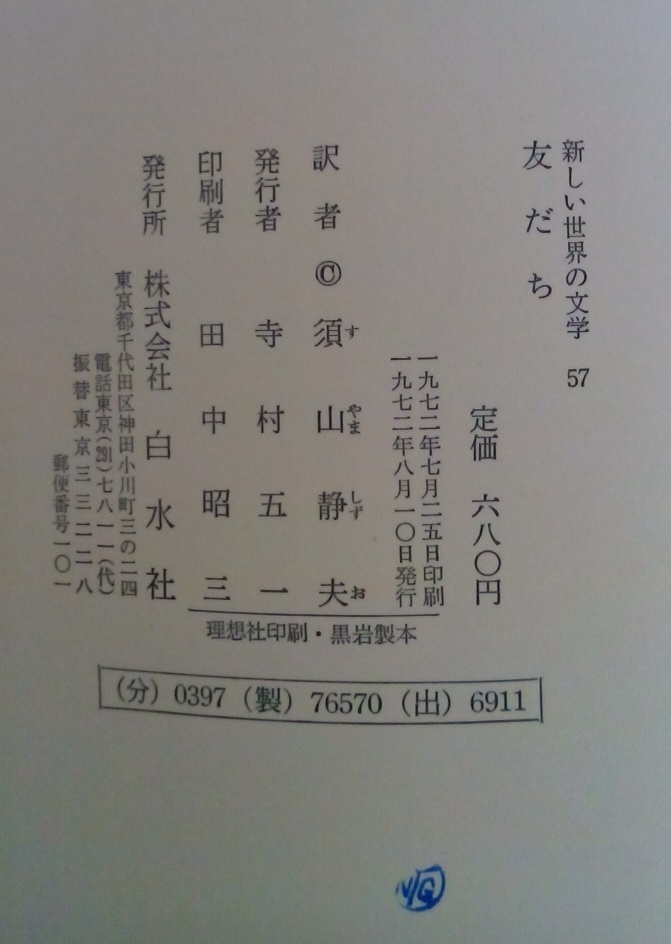 新しい世界の文学 57
友だち
定価 六八〇円
一九七二年七月二五日印刷
一九七二年八月一〇日発行
訳者 © 須山静夫
す やま しず お
発行者 寺村五一
印刷者 田中昭三
発行所 株式会社 白水社
東京都千代田区神田小川町三の二四
電話東京(291)七八一一(代)
振替東京三三二二八
郵便番号一〇一
理想社印刷・黒岩製本
(分) 0397 (製) 76570 (出) 6911